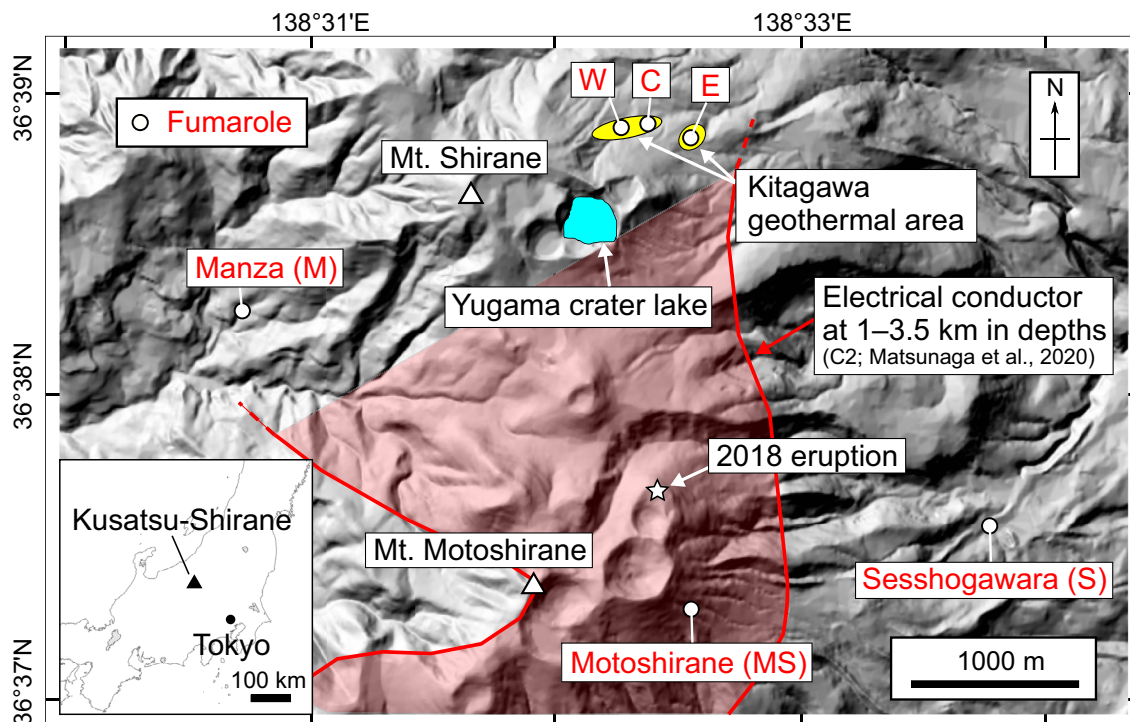 138°31'E
138°33'E
36°39'N
36°38'N
36°37'N
Fumarole
W
C
E
N
Mt. Shirane
Kitagawa
geothermal area
Manza (M)
Yugama crater lake
Electrical conductor
at 1–3.5 km in depths
(C2; Matsunaga et al., 2020)
2018 eruption
Kusatsu-Shirane
Mt. Motoshirane
Sesshogawara (S)
Tokyo
100 km
Motoshirane (MS)
1000 m